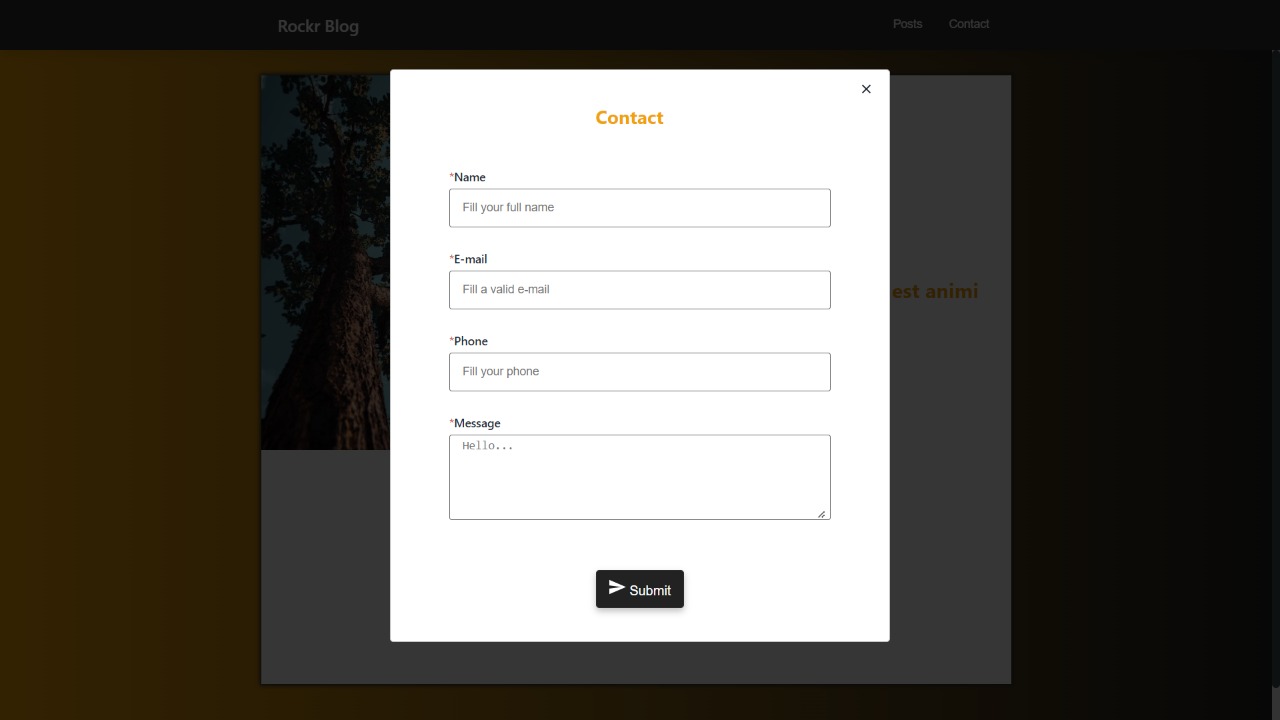 Rockr Blog
Posts
Contact
Contact
*Name
Fill your full name
*E-mail
Fill a valid e-mail
*Phone
Fill your phone
*Message
Hello...
Submit
est animi